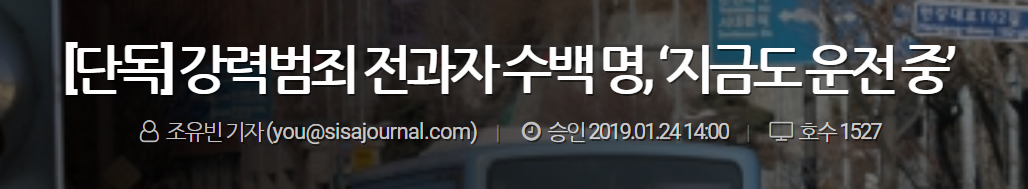 [단독] 강력범죄 전과자 수백 명, ‘지금도 운전 중’
조유빈 기자 (you@sisajournal.com) | 승인 2019.01.24 14:00 | 호수 1527